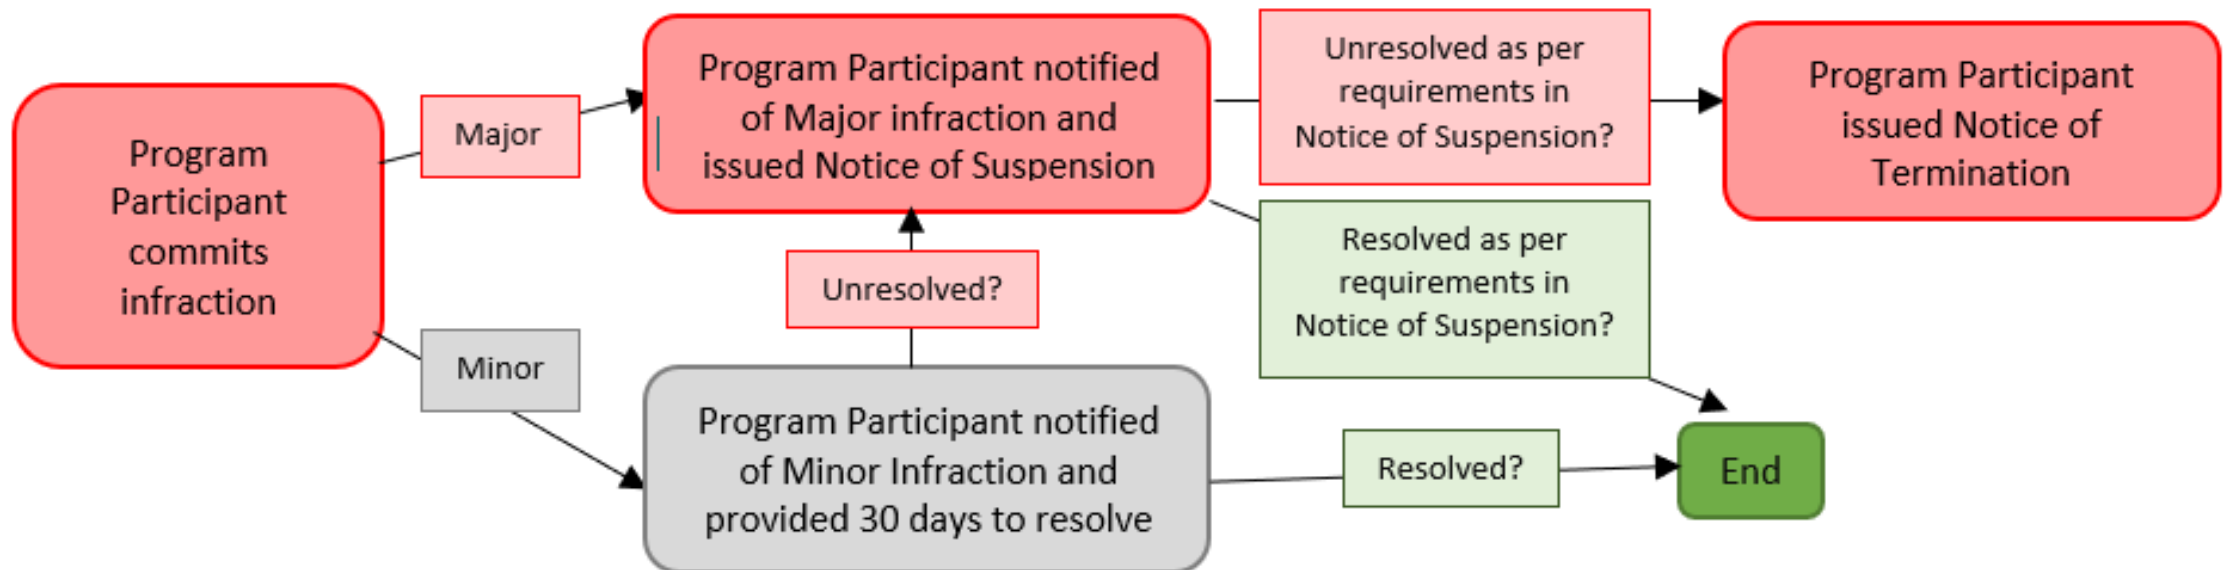 Program
Participant
commits
infraction
Major
Minor
Program Participant notified
of Major infraction and
issued Notice of Suspension
Unresolved?
Program Participant notified
of Minor Infraction and
provided 30 days to resolve
Unresolved as per
requirements in
Notice of Suspension?
Resolved as per
requirements in
Notice of Suspension?
Resolved?
Program Participant
issued Notice of
Termination
End